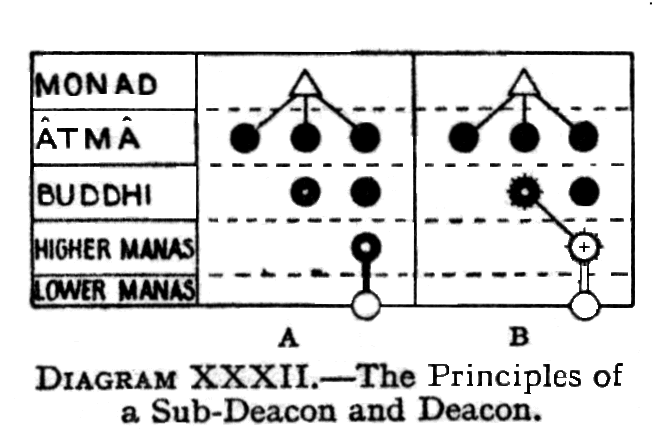 MONAD
ÂTMÂ
BUDDHI
HIGHER MANAS
LOWER MANAS
A B
DIAGRAM XXXII.—The Principles of
a Sub-Deacon and Deacon.